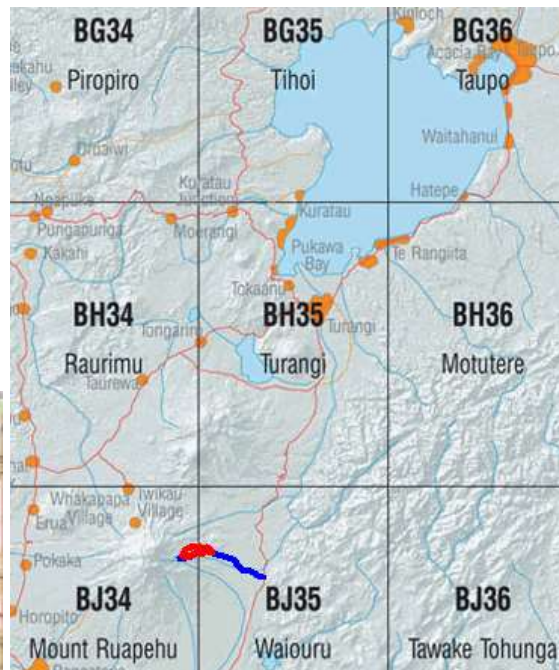 BG34
BG35
BG36
Kinloch
Acacia Bay
Taupo
Piropiro
Tihoi
Taupo
Waitahanui
Hatepe
Kuratau
Junction
Moerangi
Kuratau
Pungapunga
Kakahi
Pukawa
Bay
Te Rangiita
Tokaanu
BH34
BH35
BH36
Tongariro
Turangi
Raurimu
Turangi
Motutere
Taurewa
Iwikau
Village
Whakapapa
Village
Erua
Pokaka
BJ34
BJ35
BJ36
Horopito
Mount Ruapehu
Waiouru
Tawake Tohunga